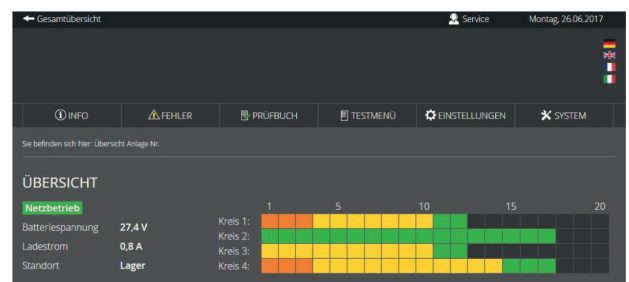 Gesamtübersicht Service Montag, 26.06.2017
INFO FEHLER PRÜFBUCH TESTMENÜ EINSTELLUNGEN SYSTEM
Sie befinden sich hier: Übersicht Anlage Nr.
ÜBERSICHT
Netzbetrieb 1 5 10 15 20
Batteriespannung 27,4 V Kreis 1:
Kreis 2:
Ladestrom 0,8 A Kreis 3:
Standort Lager Kreis 4: